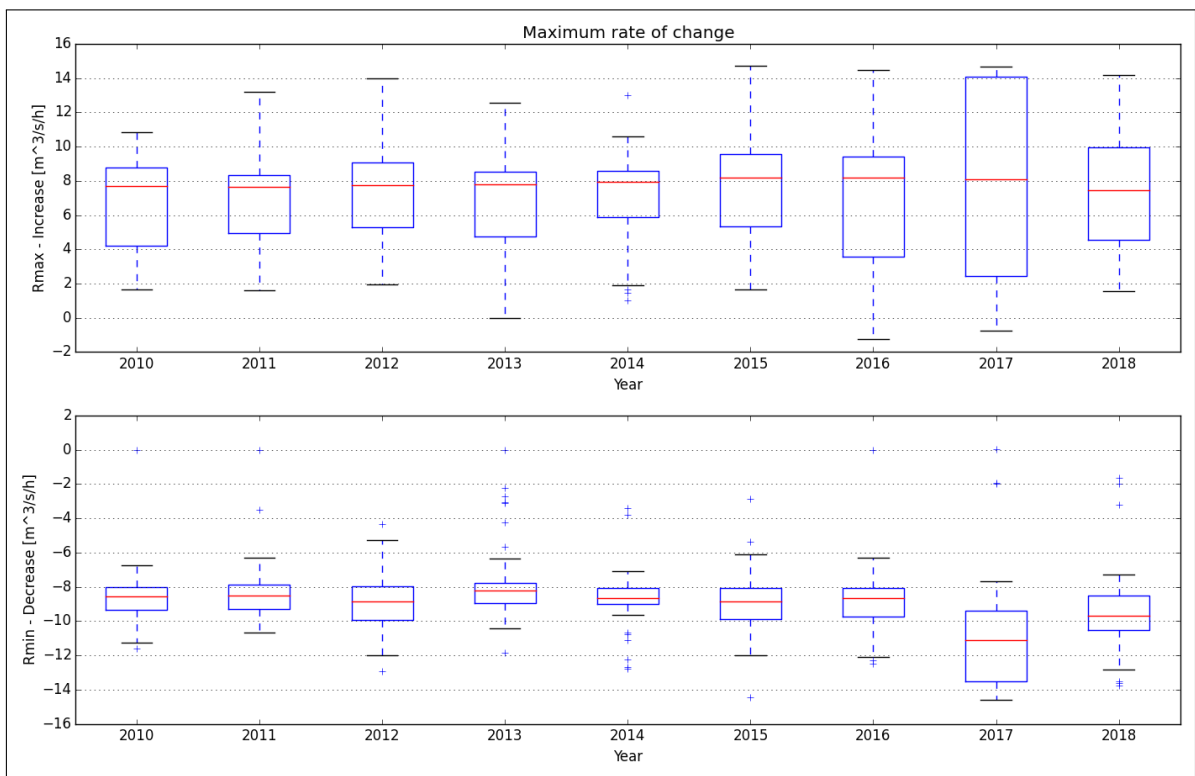 Maximum rate of change
Rmax - Increase [m^3/s/h]
16
14
12
10
8
6
4
2
0
−2
2010 2011 2012 2013 2014 2015 2016 2017 2018
Year
Rmin - Decrease [m^3/s/h]
2
0
−2
−4
−6
−8
−10
−12
−14
−16
2010 2011 2012 2013 2014 2015 2016 2017 2018
Year